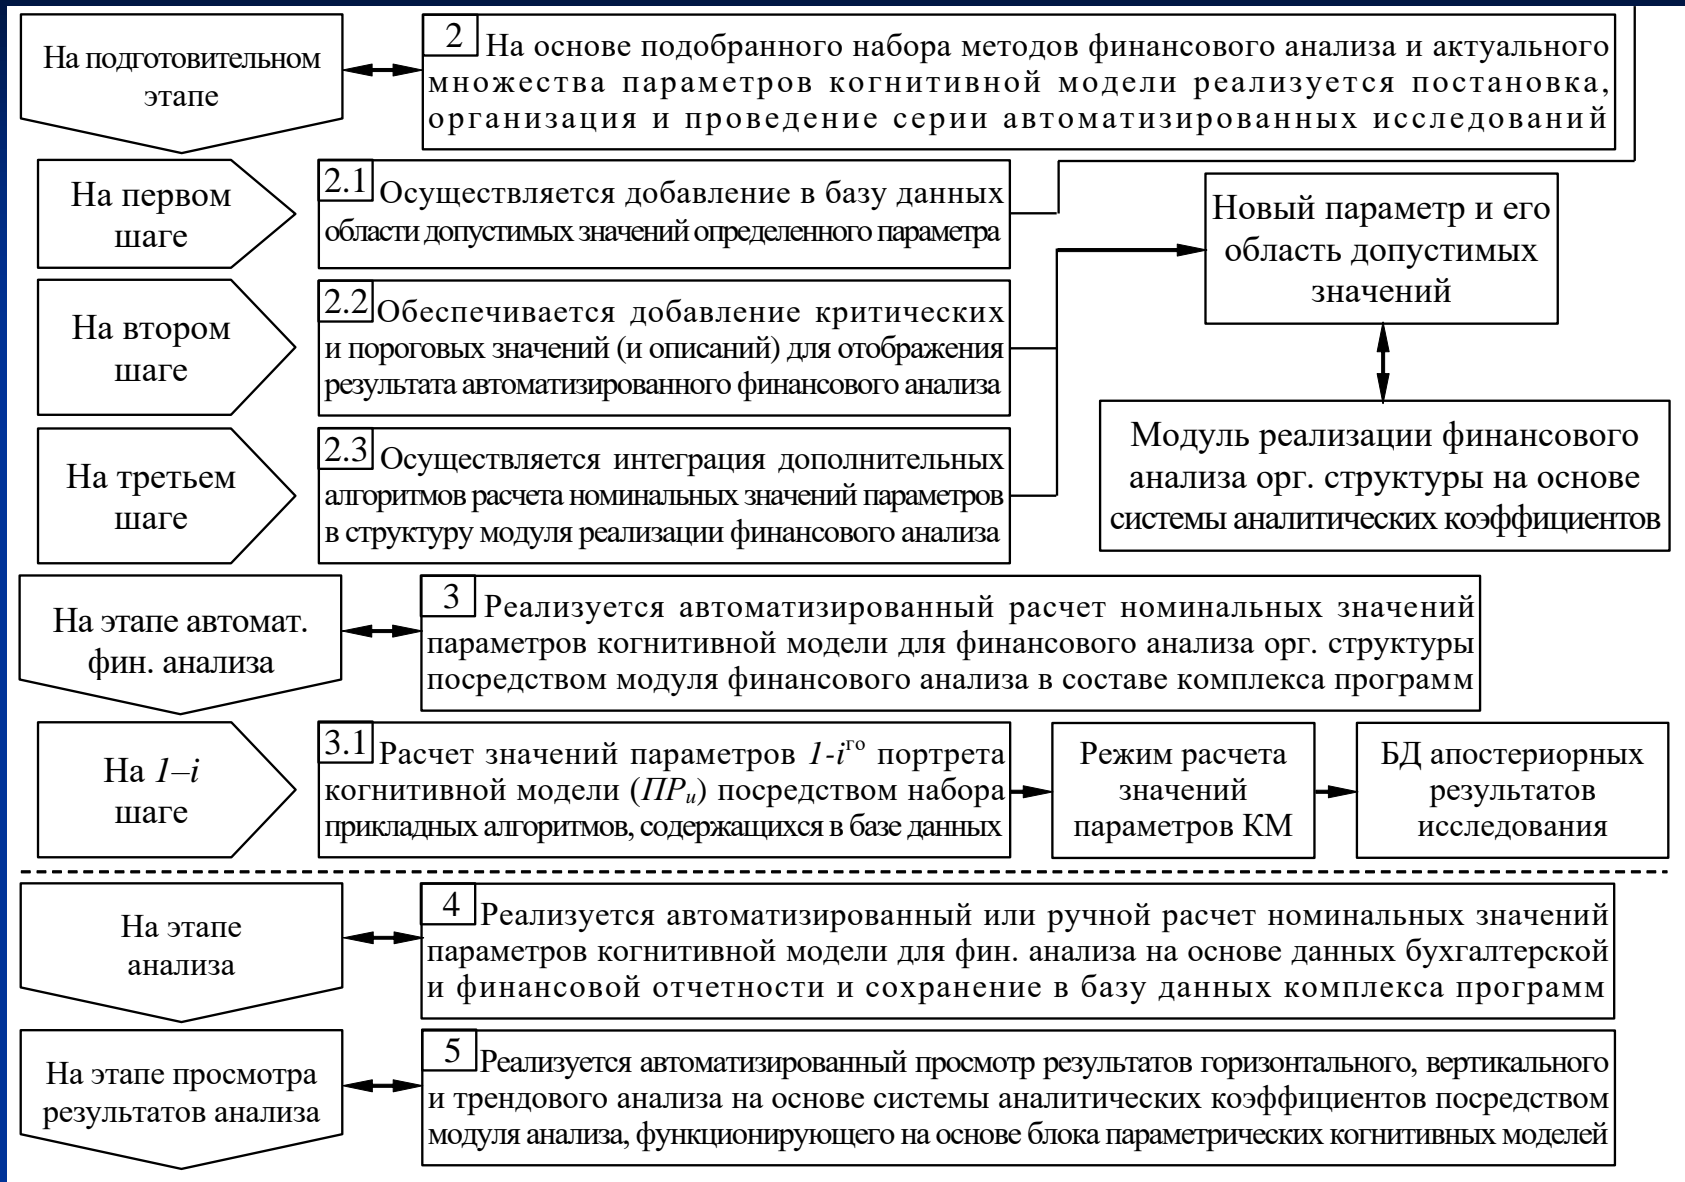 На подготовительном
этапе
2
На основе подобранного набора методов финансового анализа и актуального
множества параметров когнитивной модели реализуется постановка,
организация и проведение серии автоматизированных исследований
На первом
шаге
2.1
Осуществляется добавление в базу данных
области допустимых значений определенного параметра
Новый параметр и его
область допустимых
значений
На втором
шаге
2.2
Обеспечивается добавление критических
и пороговых значений (и описаний) для отображения
результата автоматизированного финансового анализа
Модуль реализации финансового
анализа орг. структуры на основе
системы аналитических коэффициентов
На третьем
шаге
2.3
Осуществляется интеграция дополнительных
алгоритмов расчета номинальных значений параметров
в структуру модуля реализации финансового анализа
На этапе автомат.
фин. анализа
3
Реализуется автоматизированный расчет номинальных значений
параметров когнитивной модели для финансового анализа орг. структуры
посредством модуля финансового анализа в составе комплекса программ
На 1–i
шаге
3.1
Расчет значений параметров 1-iго портрета
когнитивной модели (ПРи) посредством набора
прикладных алгоритмов, содержащихся в базе данных
Режим расчета
значений
параметров КМ
БД апостериорных
результатов
исследования
На этапе
анализа
4
Реализуется автоматизированный или ручной расчет номинальных значений
параметров когнитивной модели для фин. анализа на основе данных бухгалтерской
и финансовой отчетности и сохранение в базу данных комплекса программ
На этапе просмотра
результатов анализа
5
Реализуется автоматизированный просмотр результатов горизонтального, вертикального
и трендового анализа на основе системы аналитических коэффициентов посредством
модуля анализа, функционирующего на основе блока параметрических когнитивных моделей